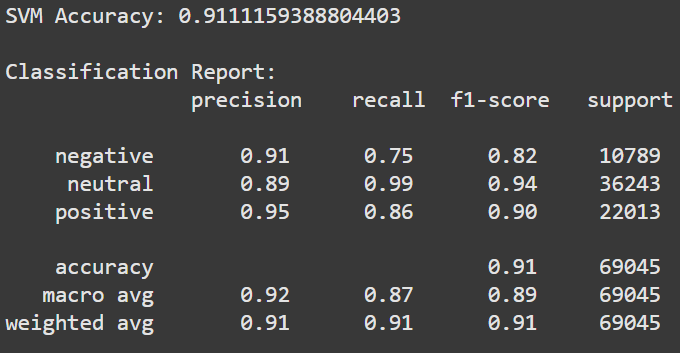 SVM Accuracy: 0.9111159388804403
Classification Report:
precision recall f1-score support
negative 0.91 0.75 0.82 10789
neutral 0.89 0.99 0.94 36243
positive 0.95 0.86 0.90 22013
accuracy 0.91 69045
macro avg 0.92 0.87 0.89 69045
weighted avg 0.91 0.91 0.91 69045